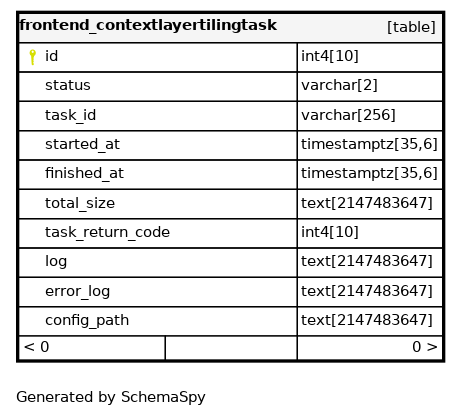 frontend_contextlayertilingtask [table]
id int4[10]
status varchar[2]
task_id varchar[256]
started_at timestamptz[35,6]
finished_at timestamptz[35,6]
total_size text[2147483647]
task_return_code int4[10]
log text[2147483647]
error_log text[2147483647]
config_path text[2147483647]
< 0 0 >
Generated by SchemaSpy